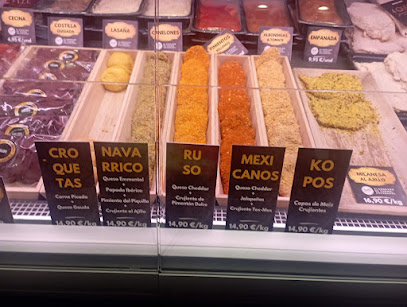 CECINA
COSTILLA
LASAÑA
CANELONES
EMPANADA
9,95 €/ud
CRO
QUE
TAS
Carne Picada
+
Queso Gouda
14,90 €/kg
NAVA
RRICO
Queso Emmental
+
Papada Ibérica
+
Pimiento del Piquillo
+
Crujiente al Ajillo
14,90 €/kg
RU
SO
Queso Cheddar
+
Crujiente de
Pimentón Dulce
14,90 €/kg
MEXI
CANOS
Queso Cheddar
+
Jalapeños
+
Crujiente Tex-Mex
14,90 €/kg
KO
POS
Copos de Maíz
Crujientes
14,90 €/kg
MILANESA
AL AJILLO
16,90 €/kg